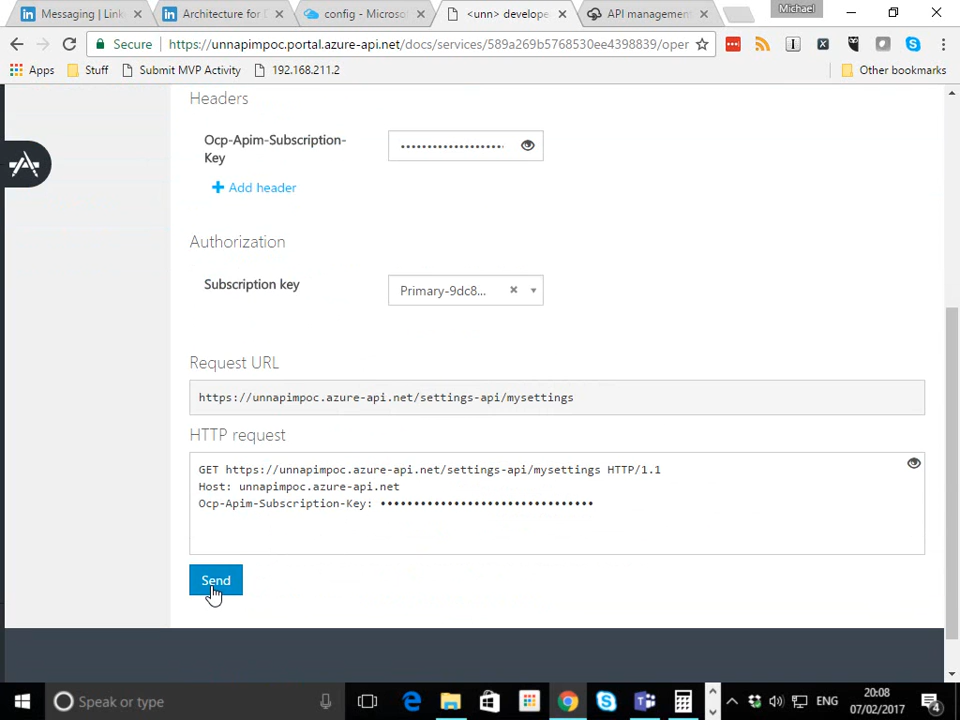 Messaging | Link
Architecture for
config - Microso
<unn> develope
API management
Michael
Secure
https://unnapimpoc.portal.azure-api.net/docs/services/589a269b5768530ee4398839/oper
Apps
Stuff
Submit MVP Activity
192.168.211.2
Other bookmarks
Headers
Ocp-Apim-Subscription-
Key
••••••••••••••••••••
Add header
Authorization
Subscription key
Primary-9dc8...
Request URL
https://unnapimpoc.azure-api.net/settings-api/mysettings
HTTP request
GET https://unnapimpoc.azure-api.net/settings-api/mysettings HTTP/1.1
Host: unnapimpoc.azure-api.net
Ocp-Apim-Subscription-Key: ••••••••••••••••••••••••••••••••
Send
Speak or type
ENG
20:08
07/02/2017
4